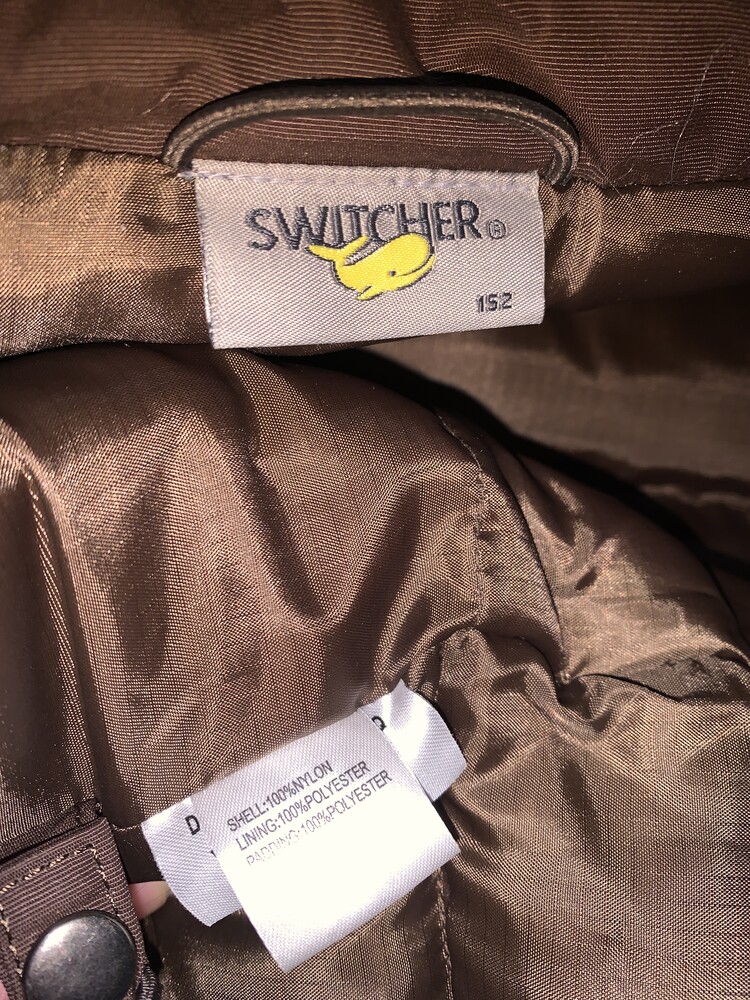 SWITCHER®
152
Q
D
SHELL:100%NYLON
LINING:100%POLYESTER
PADDING:100%POLYESTER